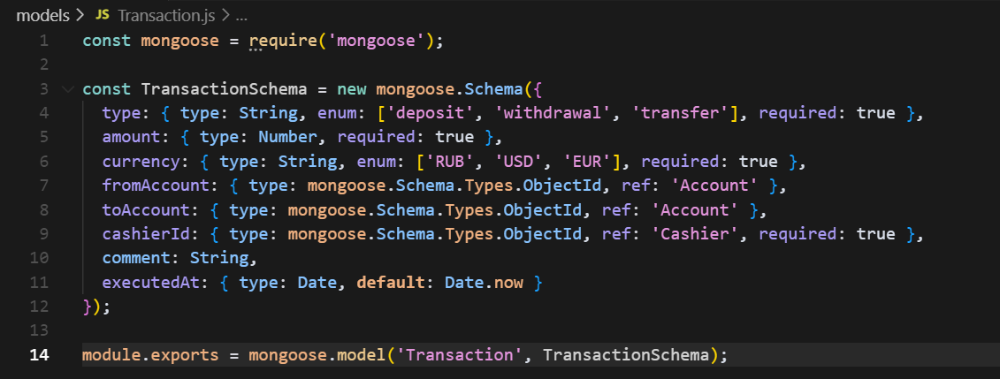 models > JS Transaction.js > ...
1 const mongoose = require('mongoose');
2
3 const TransactionSchema = new mongoose.Schema({
4   type: { type: String, enum: ['deposit', 'withdrawal', 'transfer'], required: true },
5   amount: { type: Number, required: true },
6   currency: { type: String, enum: ['RUB', 'USD', 'EUR'], required: true },
7   fromAccount: { type: mongoose.Schema.Types.ObjectId, ref: 'Account' },
8   toAccount: { type: mongoose.Schema.Types.ObjectId, ref: 'Account' },
9   cashierId: { type: mongoose.Schema.Types.ObjectId, ref: 'Cashier', required: true },
10   comment: String,
11   executedAt: { type: Date, default: Date.now }
12 });
13
14 module.exports = mongoose.model('Transaction', TransactionSchema);